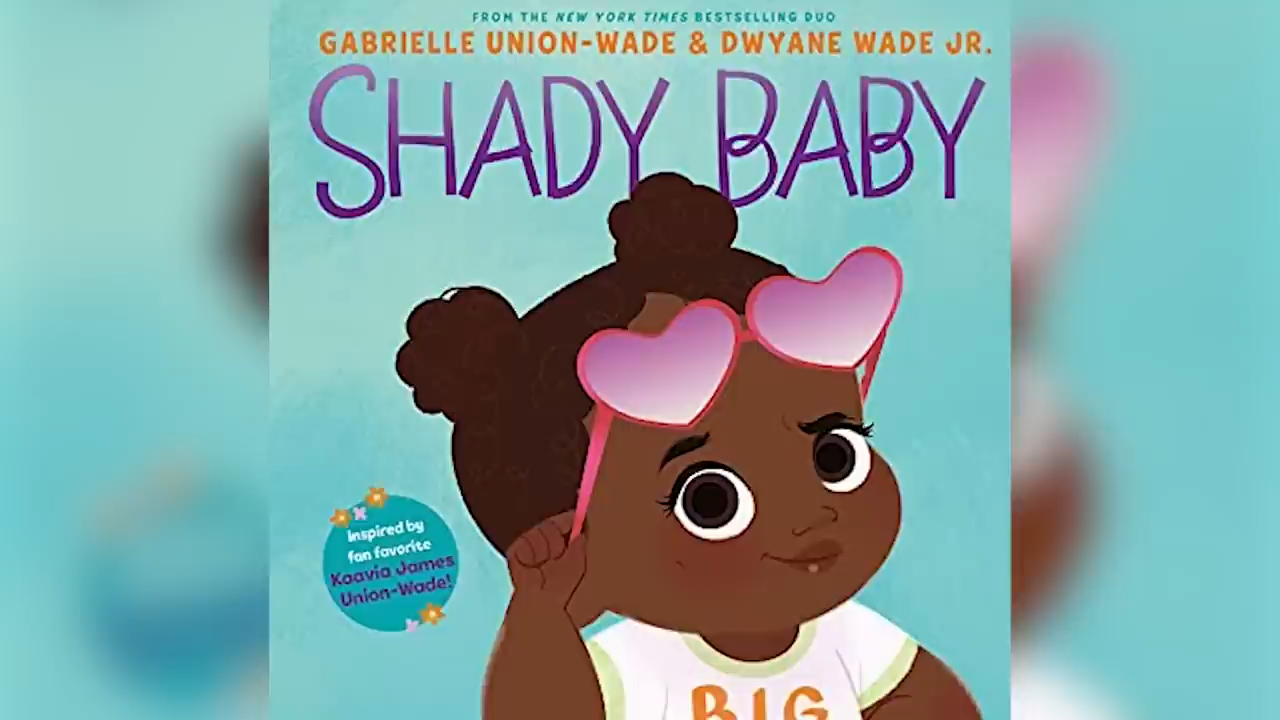 FROM THE NEW YORK TIMES BESTSELLING DUO
GABRIELLE UNION-WADE & DWYANE WADE JR.
SHADY BABY
Inspired by
fan favorite
Kaavia James
Union-Wade!
BIG